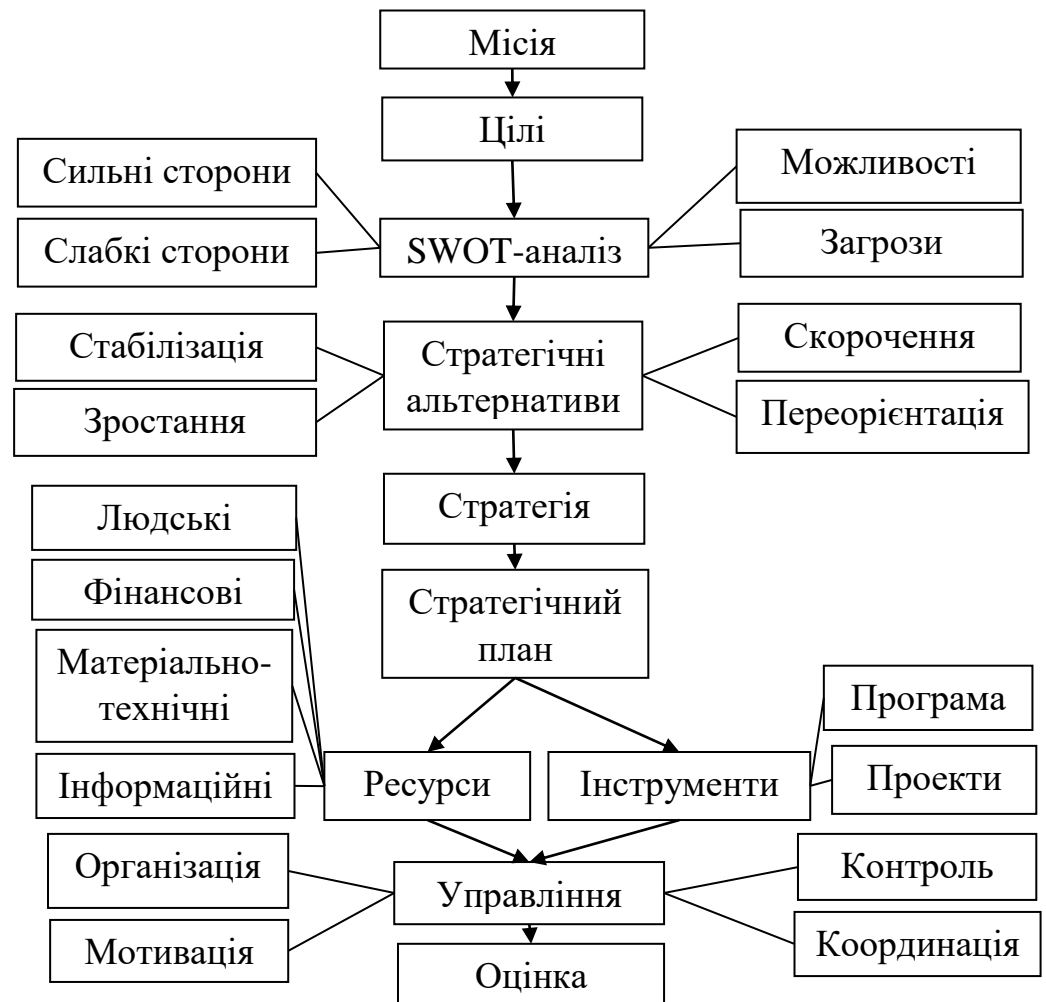 Місія
Цілі
Сильні сторони
Можливості
Слабкі сторони
SWOT-аналіз
Загрози
Стабілізація
Стратегічні
альтернативи
Скорочення
Зростання
Переорієнтація
Стратегія
Людські
Фінансові
Стратегічний
план
Матеріально-
технічні
Програма
Інформаційні
Ресурси
Інструменти
Проекти
Організація
Управління
Контроль
Мотивація
Координація
Оцінка